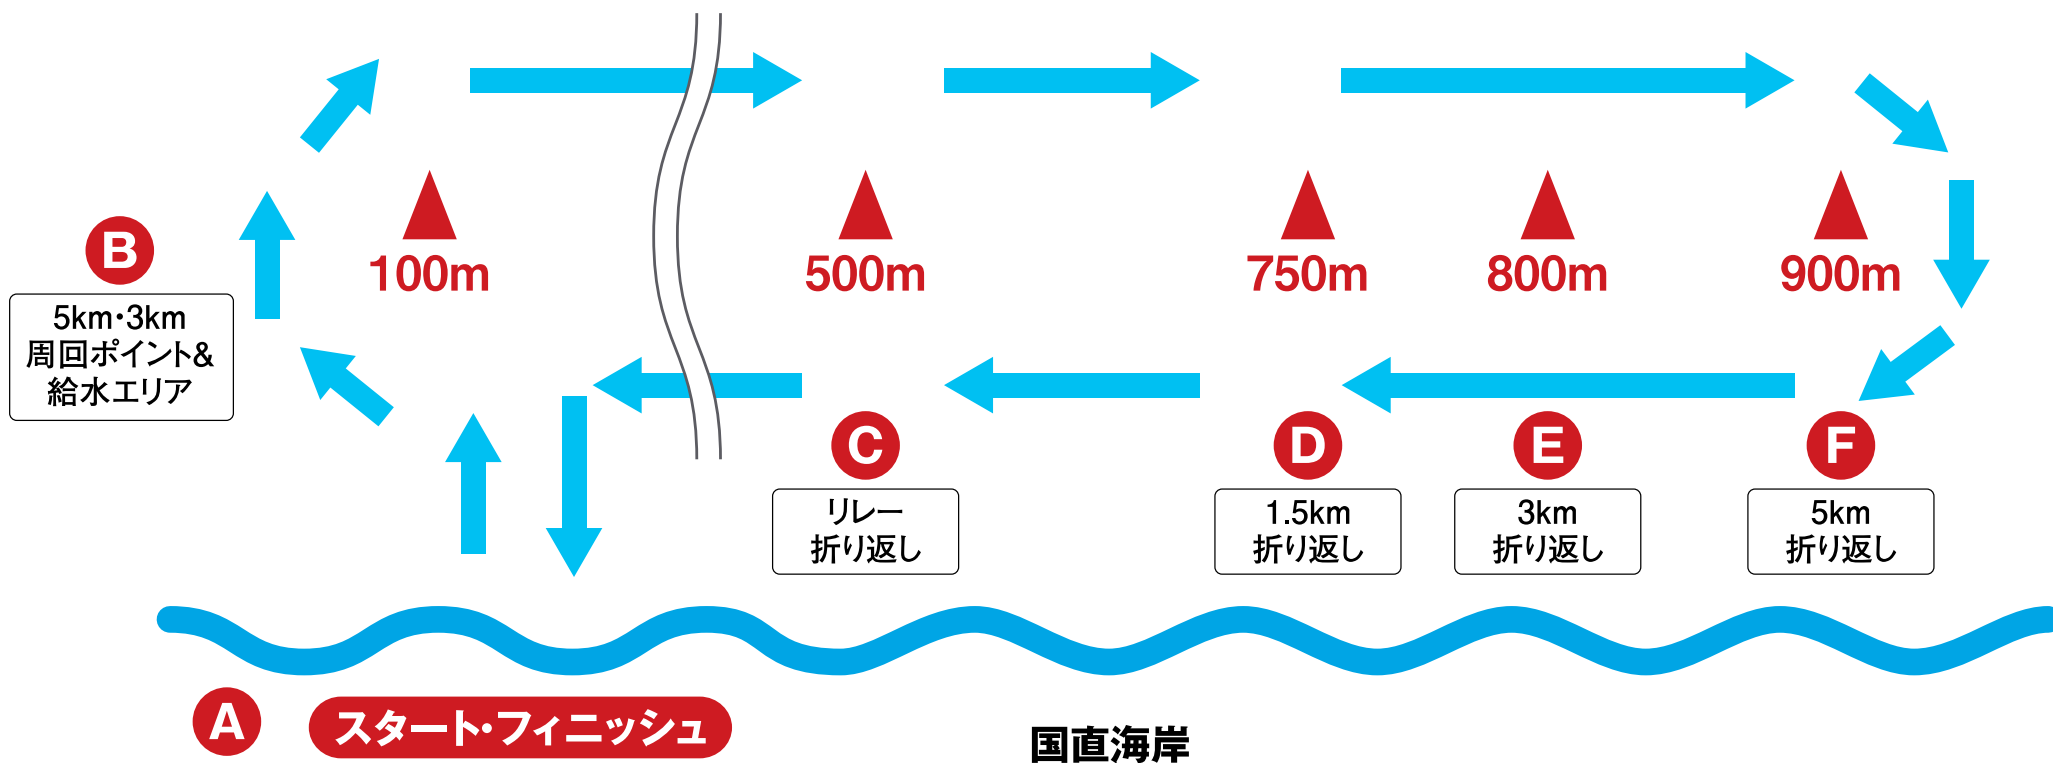 100m
500m
750m
800m
900m
B
5km・3km
周回ポイント&
給水エリア
C
リレー
折り返し
D
1.5km
折り返し
E
3km
折り返し
F
5km
折り返し
A
スタート・フィニッシュ
国直海岸